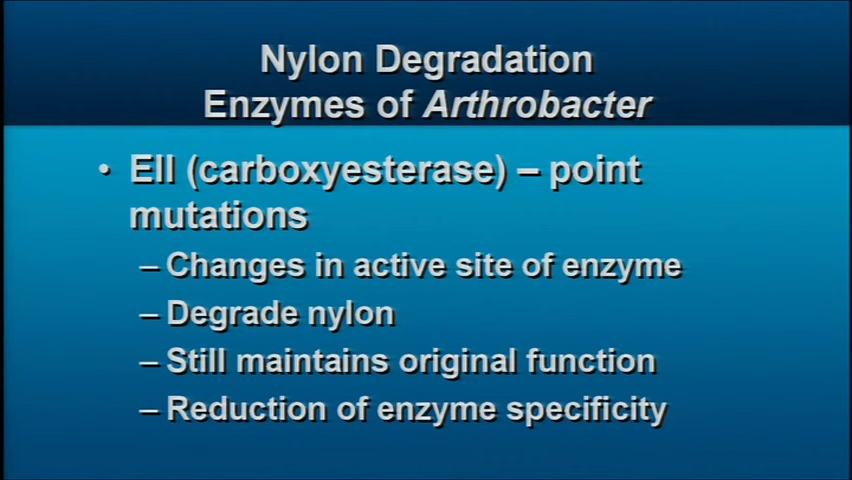 Nylon Degradation
Enzymes of Arthrobacter
• EII (carboxyesterase) – point
mutations
– Changes in active site of enzyme
– Degrade nylon
– Still maintains original function
– Reduction of enzyme specificity